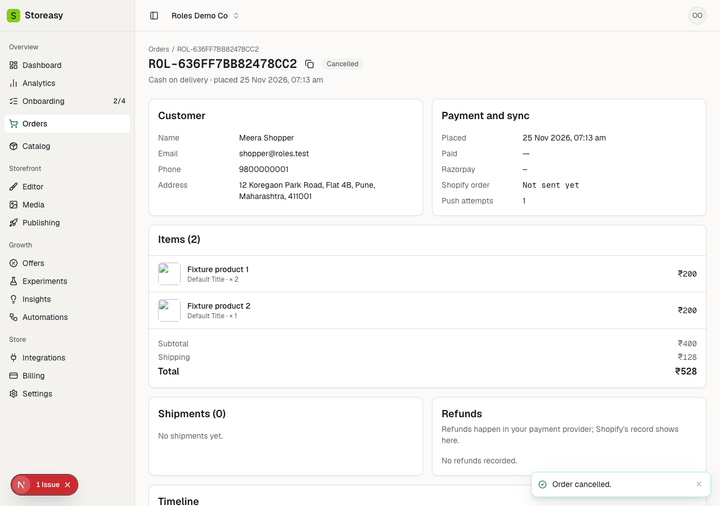 Storeasy
Roles Demo Co
OO
Overview
Dashboard
Analytics
Onboarding 2/4
Orders
Catalog
Storefront
Editor
Media
Publishing
Growth
Offers
Experiments
Insights
Automations
Store
Integrations
Billing
Settings
N 1 Issue
Orders / ROL-636FF7BB82478CC2
ROL-636FF7BB82478CC2 Cancelled
Cash on delivery · placed 25 Nov 2026, 07:13 am
Customer
Name Meera Shopper
Email shopper@roles.test
Phone 9800000001
Address 12 Koregaon Park Road, Flat 4B, Pune,
Maharashtra, 411001
Payment and sync
Placed 25 Nov 2026, 07:13 am
Paid —
Razorpay –
Shopify order Not sent yet
Push attempts 1
Items (2)
Fixture product 1
Default Title · × 2
₹200
Fixture product 2
Default Title · × 1
₹200
Subtotal ₹400
Shipping ₹128
Total ₹528
Shipments (0)
No shipments yet.
Refunds
Refunds happen in your payment provider; Shopify's record shows
here.
No refunds recorded.
Order cancelled.
Timeline